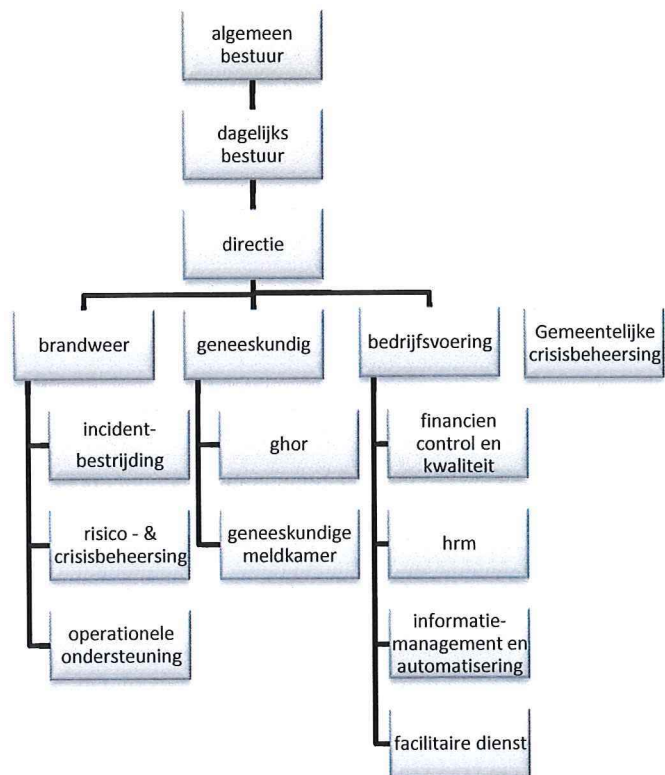 algemeen
bestuur
dagelijks
bestuur
directie
brandweer
geneeskundig
bedrijfsvoering
Gemeentelijke
crisisbeheersing
incident-
bestrijding
risico - &
crisisbeheersing
operationele
ondersteuning
ghor
geneeskundige
meldkamer
financien
control en
kwaliteit
hrm
informatie-
management en
automatisering
facilitaire dienst